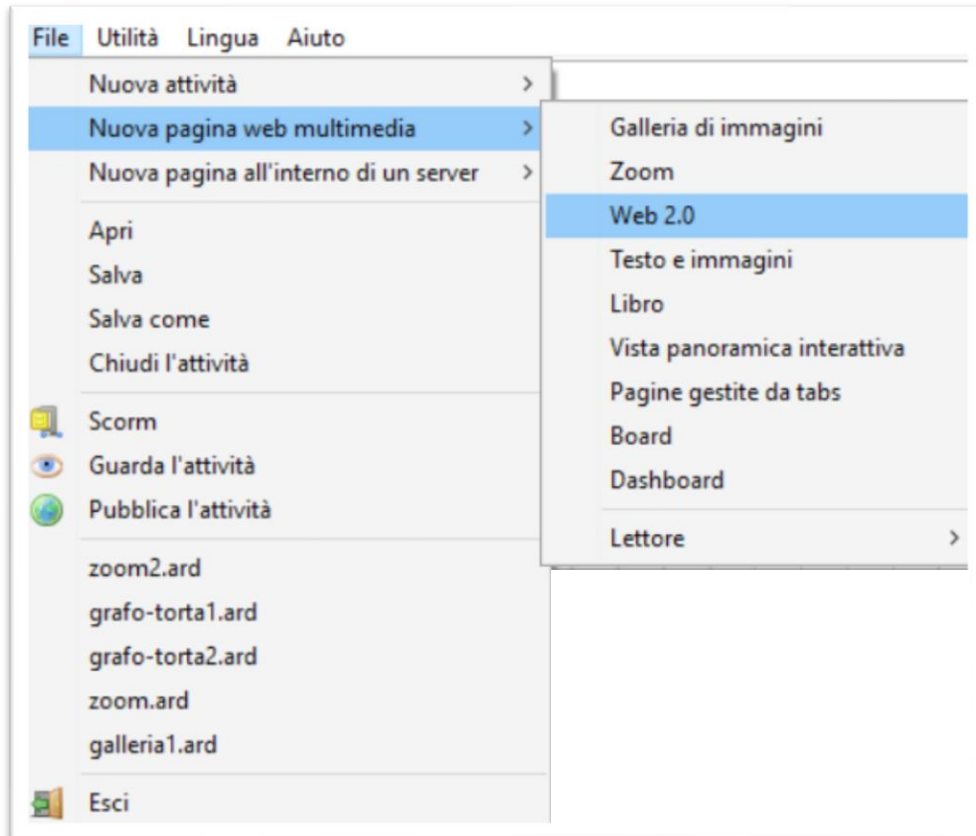 File Utilità Lingua Aiuto
Nuova attività
Nuova pagina web multimedia
Nuova pagina all'interno di un server
Apri
Salva
Salva come
Chiudi l'attività
Scorm
Guarda l'attività
Pubblica l'attività
zoom2.ard
grafo-torta1.ard
grafo-torta2.ard
zoom.ard
galleria1.ard
Esci
Galleria di immagini
Zoom
Web 2.0
Testo e immagini
Libro
Vista panoramica interattiva
Pagine gestite da tabs
Board
Dashboard
Lettore